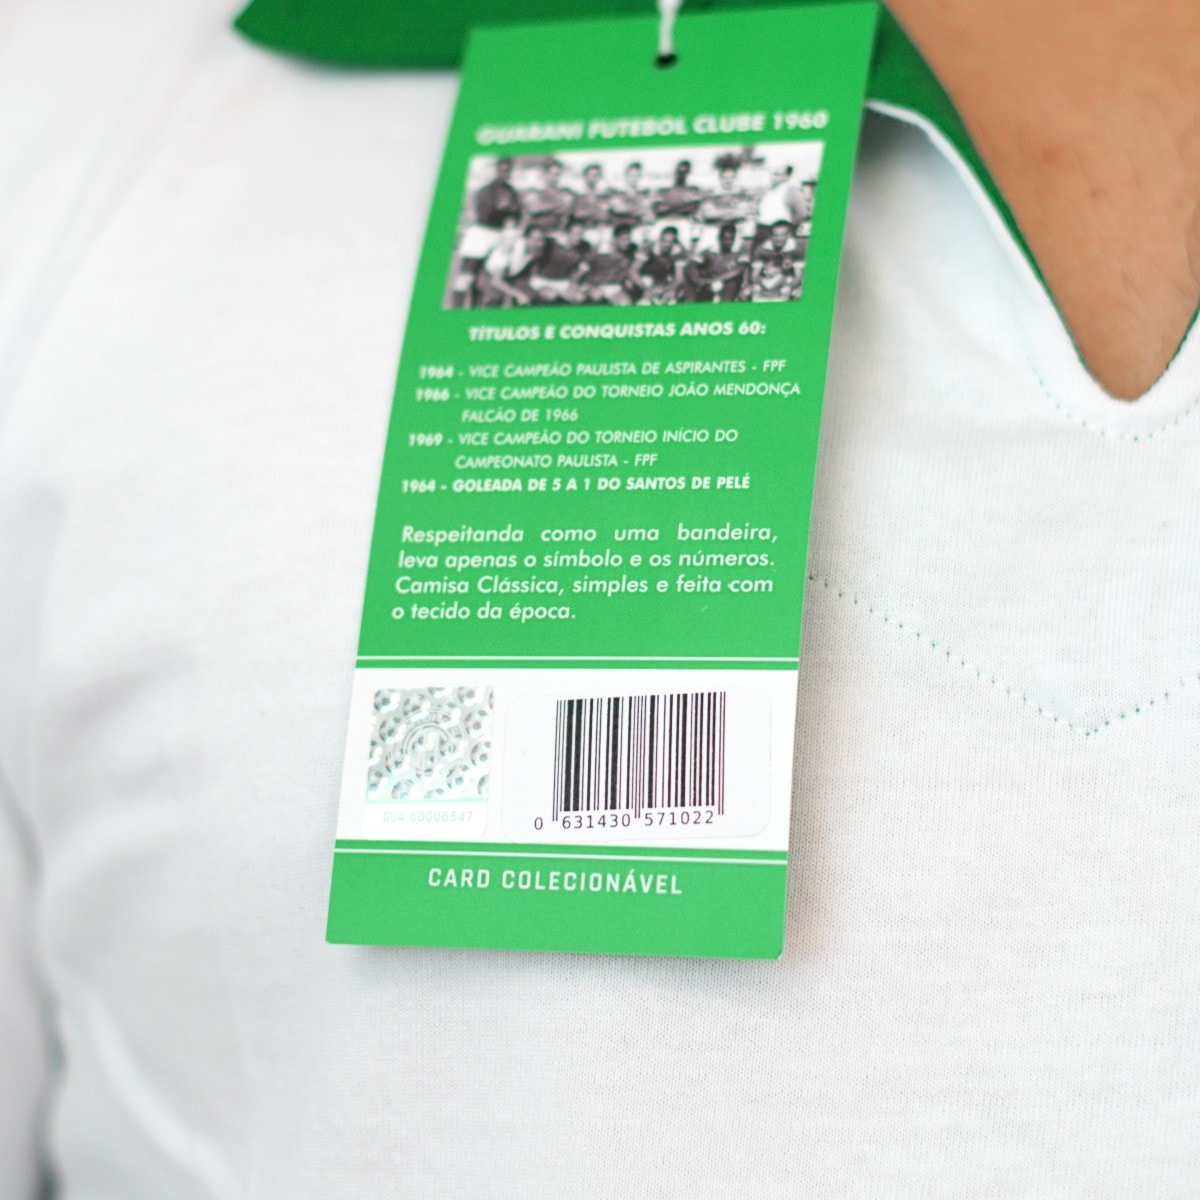 GUARANI FUTEBOL CLUBE 1960
TÍTULOS E CONQUISTAS ANOS 60:
1964 - VICE CAMPEÃO PAULISTA DE ASPIRANTES - FPF
1966 - VICE CAMPEÃO DO TORNEIO JOÃO MENDONÇA
FALCÃO DE 1966
1969 - VICE CAMPEÃO DO TORNEIO INÍCIO DO
CAMPEONATO PAULISTA - FPF
1964 - GOLEADA DE 5 A 1 DO SANTOS DE PELÉ
Respeitanda como uma bandeira,
leva apenas o símbolo e os números.
Camisa Clássica, simples e feita com
o tecido da época.
GUA 00006547
0 631430 571022
CARD COLECIONÁVEL